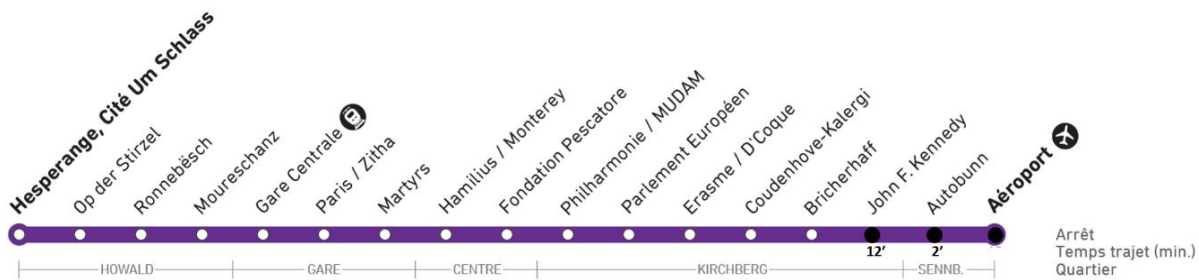 Hesperange, Cité Um Schlass
Op der Stirzel
Ronnebësch
Moureschanz
Gare Centrale
Paris / Zitha
Martyrs
Hamilius / Monterey
Fondation Pescatore
Philharmonie / MUDAM
Parlement Européen
Erasme / D'Coque
Coudenhove-Kalergi
Bricherhaff
John F. Kennedy
Autobunn
Aéroport
Arrêt
12' 2' Temps trajet (min.)
HOWALD GARE CENTRE KIRCHBERG SENNB. Quartier